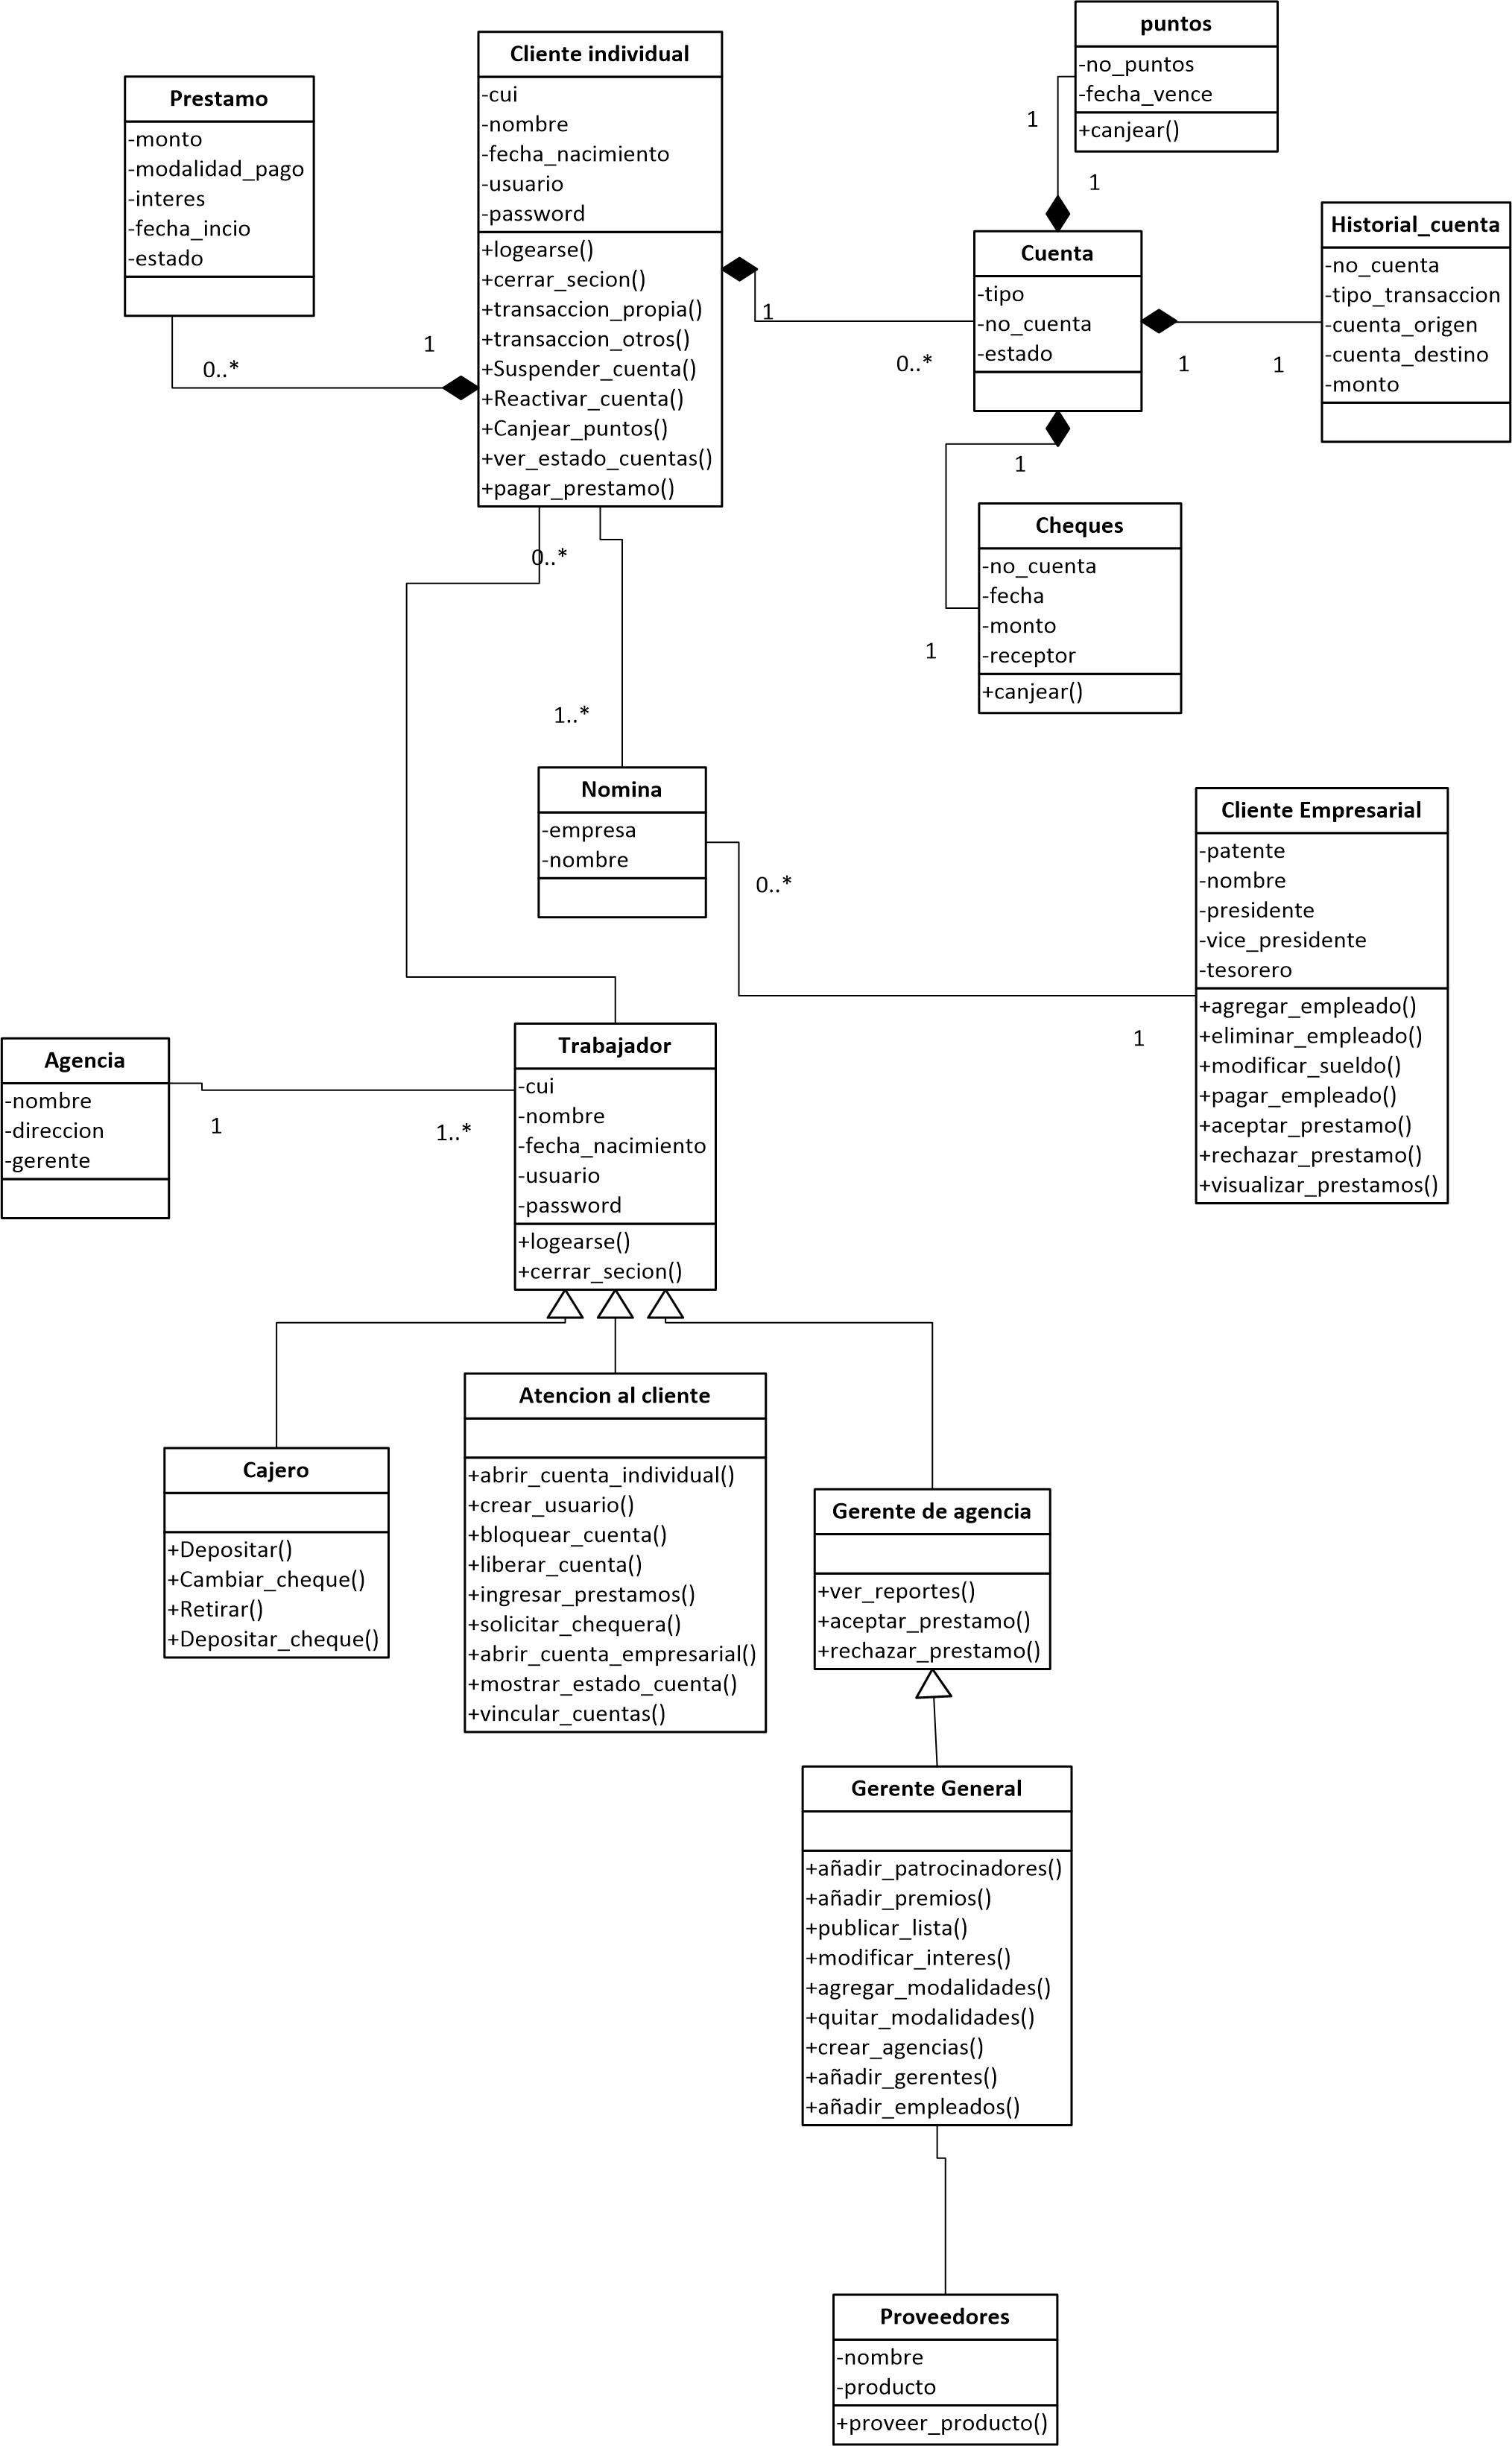 puntos
-no_puntos
-fecha_vence
+canjear()
Cliente individual
-cui
-nombre
-fecha_nacimiento
-usuario
-password
+logearse()
+cerrar_secion()
+transaccion_propia()
+transaccion_otros()
+Suspender_cuenta()
+Reactivar_cuenta()
+Canjear_puntos()
+ver_estado_cuentas()
+pagar_prestamo()
Prestamo
-monto
-modalidad_pago
-interes
-fecha_incio
-estado
0..*
1
1
1
1
0..*
Cuenta
-tipo
-no_cuenta
-estado
Historial_cuenta
-no_cuenta
-tipo_transaccion
-cuenta_origen
-cuenta_destino
-monto
1
1
1
Cheques
-no_cuenta
-fecha
-monto
-receptor
+canjear()
1
0..*
1..*
Nomina
-empresa
-nombre
0..*
Cliente Empresarial
-patente
-nombre
-presidente
-vice_presidente
-tesorero
+agregar_empleado()
+eliminar_empleado()
+modificar_sueldo()
+pagar_empleado()
+aceptar_prestamo()
+rechazar_prestamo()
+visualizar_prestamos()
1
Agencia
-nombre
-direccion
-gerente
1
1..*
Trabajador
-cui
-nombre
-fecha_nacimiento
-usuario
-password
+logearse()
+cerrar_secion()
Cajero
+Depositar()
+Cambiar_cheque()
+Retirar()
+Depositar_cheque()
Atencion al cliente
+abrir_cuenta_individual()
+crear_usuario()
+bloquear_cuenta()
+liberar_cuenta()
+ingresar_prestamos()
+solicitar_chequera()
+abrir_cuenta_empresarial()
+mostrar_estado_cuenta()
+vincular_cuentas()
Gerente de agencia
+ver_reportes()
+aceptar_prestamo()
+rechazar_prestamo()
Gerente General
+añadir_patrocinadores()
+añadir_premios()
+publicar_lista()
+modificar_interes()
+agregar_modalidades()
+quitar_modalidades()
+crear_agencias()
+añadir_gerentes()
+añadir_empleados()
Proveedores
-nombre
-producto
+proveer_producto()